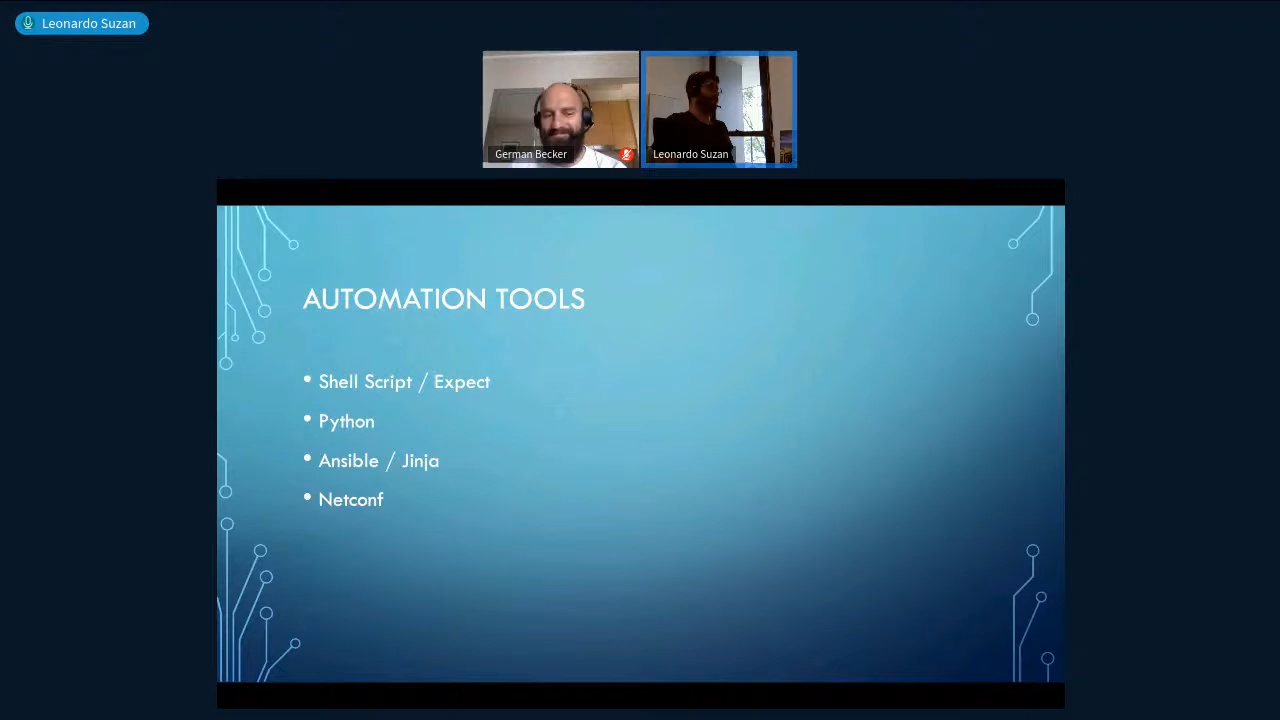 Leonardo Suzan
German Becker
Leonardo Suzan
AUTOMATION TOOLS
• Shell Script / Expect
• Python
• Ansible / Jinja
• Netconf